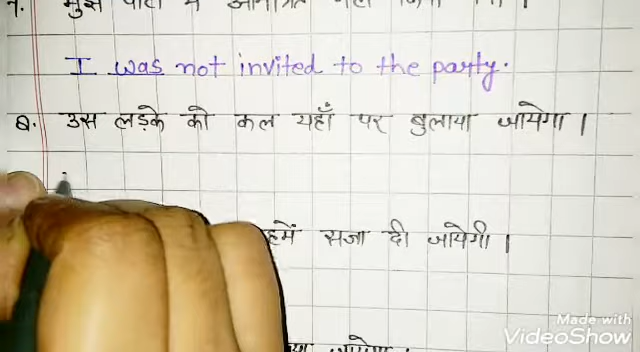 I was not invited to the party.
8. उस लड़के को कल यहाँ पर बुलाया जायेगा।
हमें सजा दी जायेगी।
Made with
VideoShow